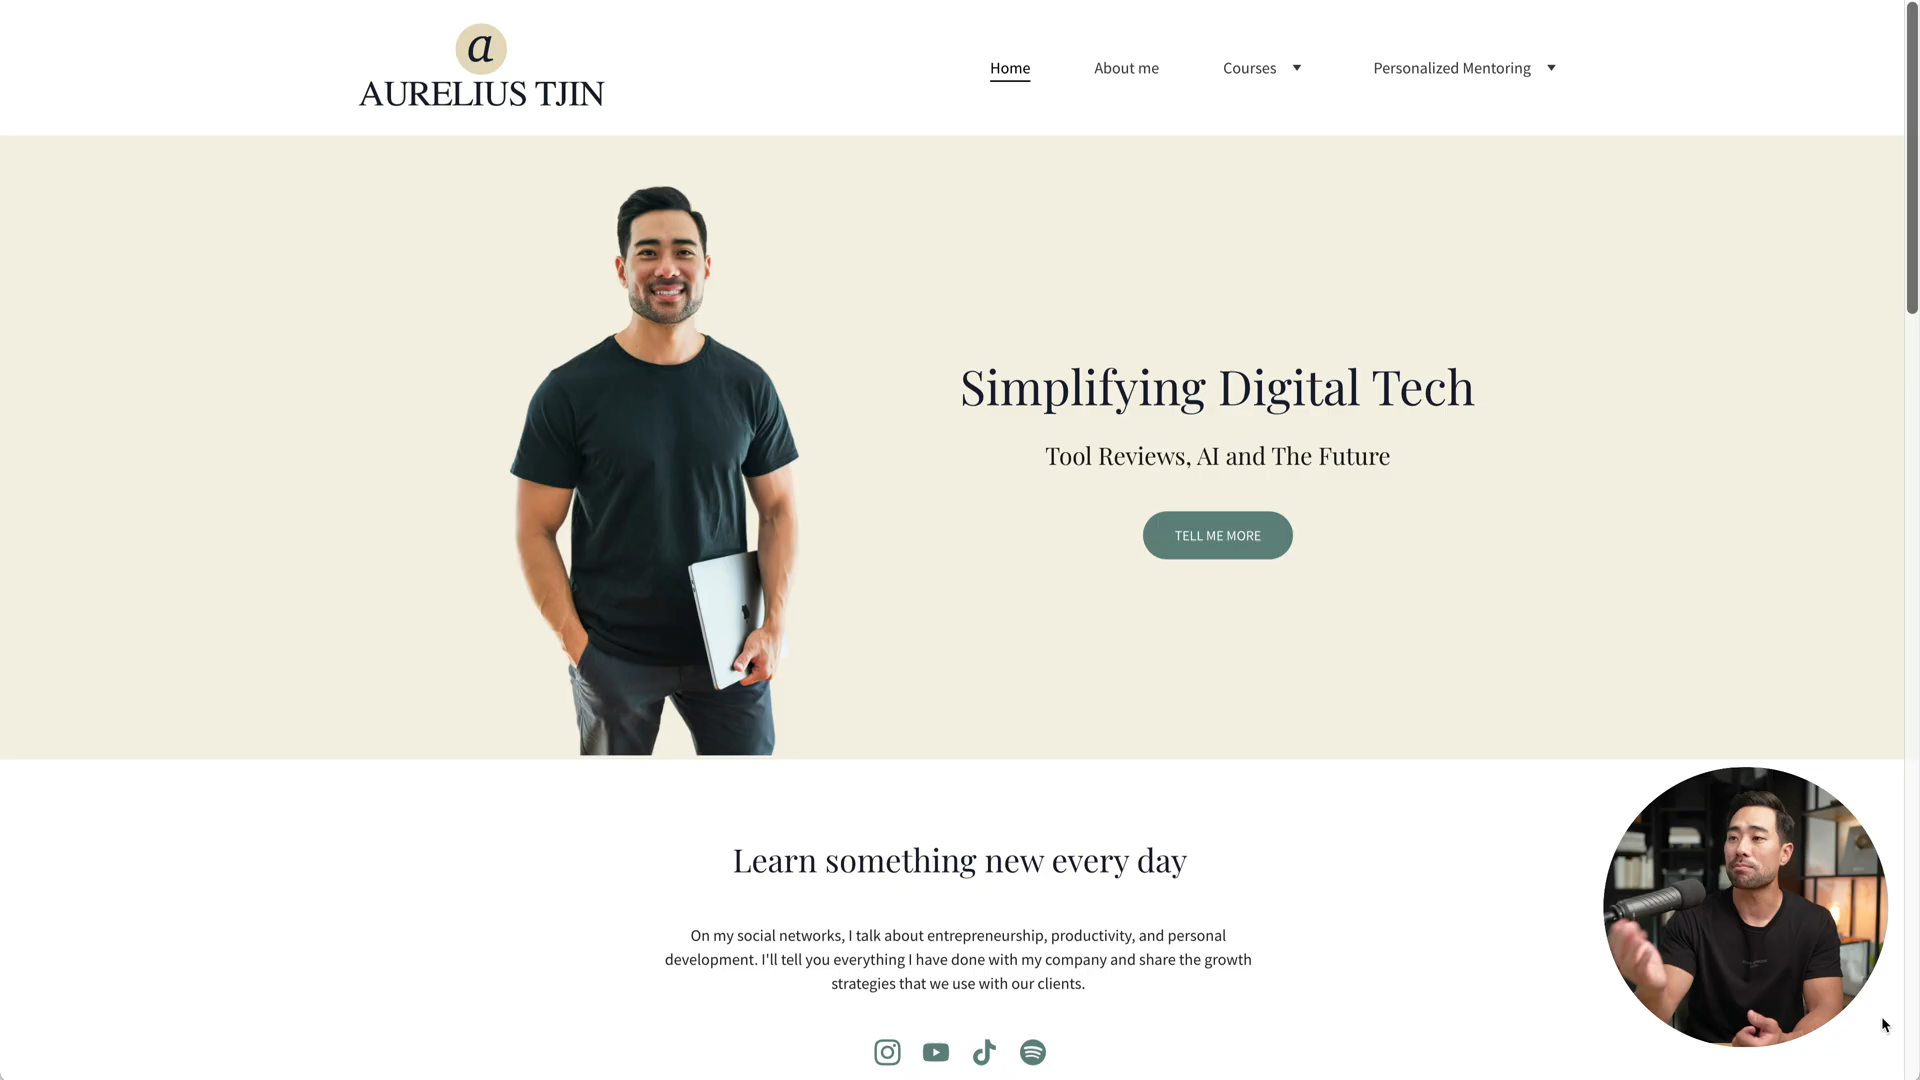 a
AURELIUS TJIN
Home
About me
Courses
Personalized Mentoring
Simplifying Digital Tech
Tool Reviews, AI and The Future
TELL ME MORE
Learn something new every day
On my social networks, I talk about entrepreneurship, productivity, and personal
development. I'll tell you everything I have done with my company and share the growth
strategies that we use with our clients.